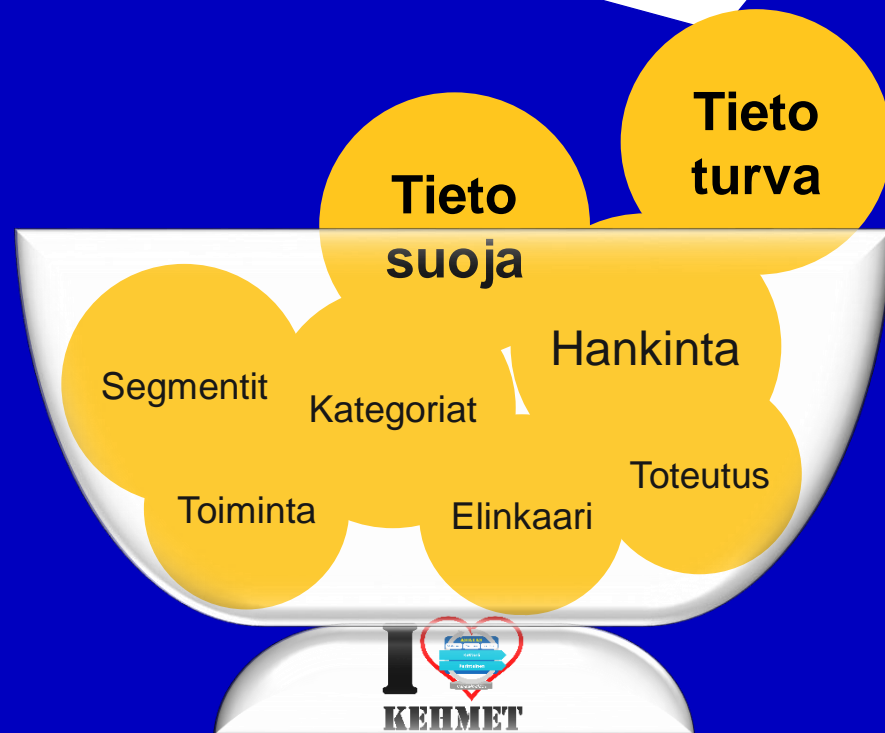 Tieto
turva
Tieto
suoja
Hankinta
Segmentit
Kategoriat
Toteutus
Toiminta
Elinkaari
I
KEHMET